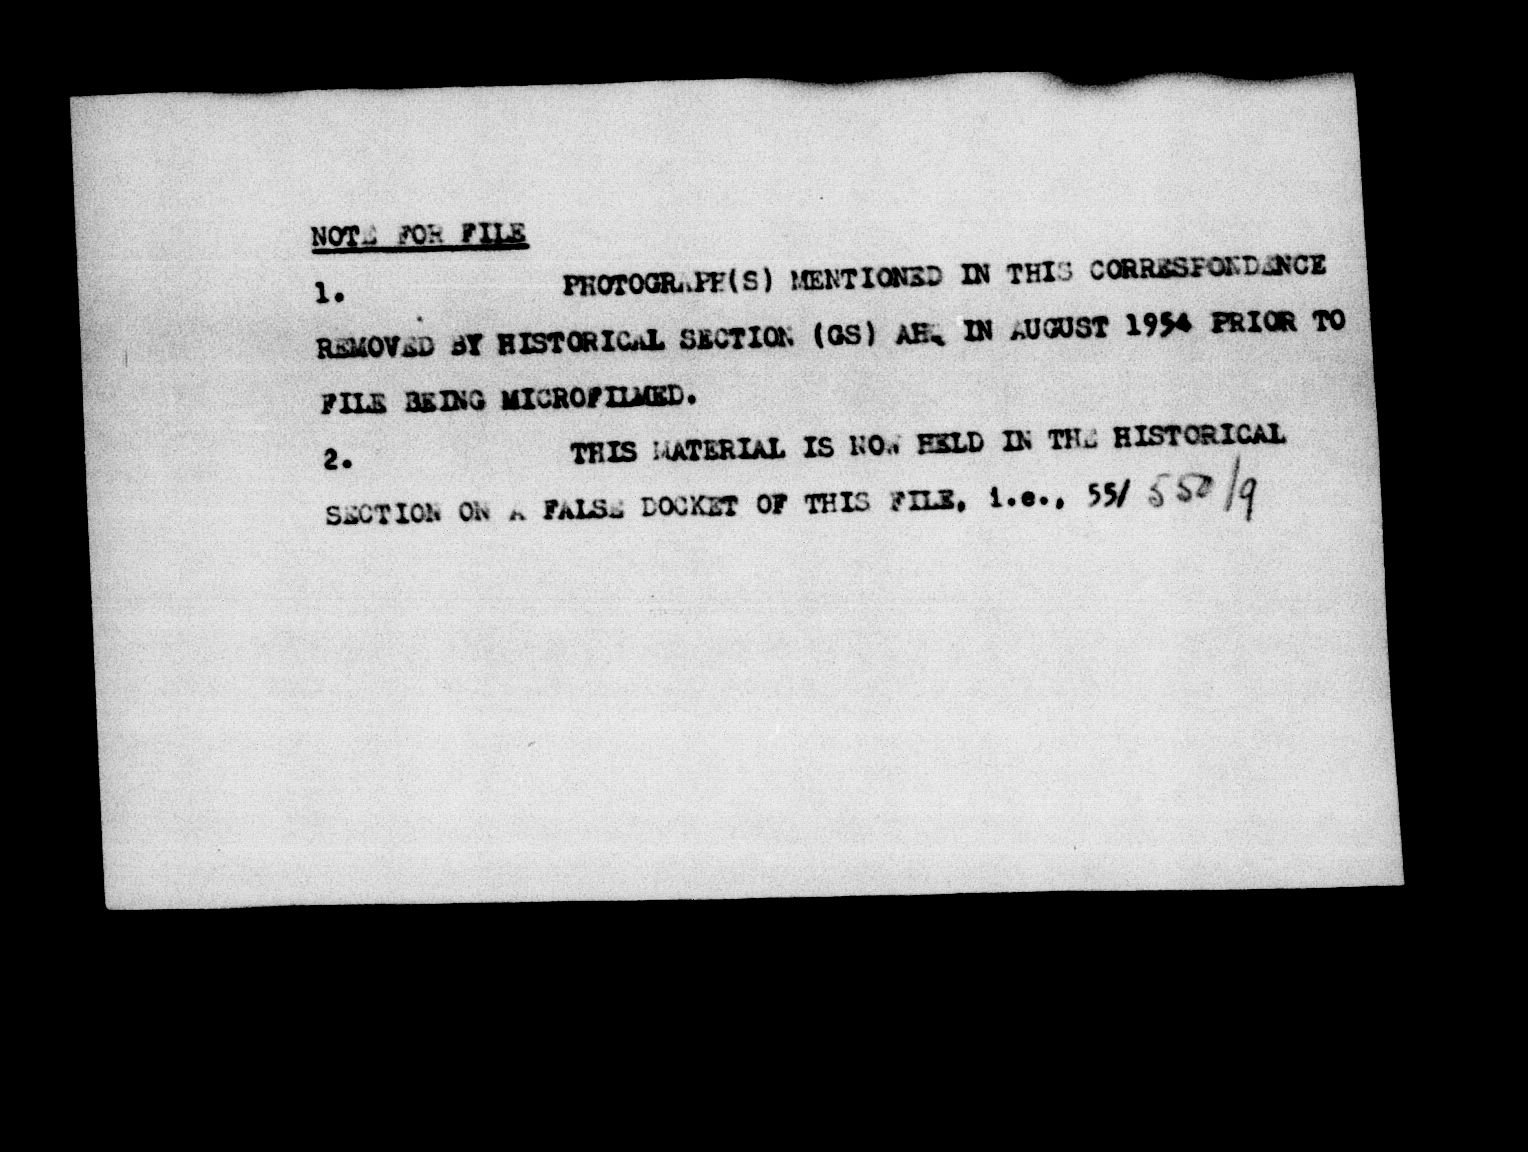 NOTE FOR FILE
1. PHOTOGRAPH(S) MENTIONED IN THIS CORRESPONDENCE
REMOVED BY HISTORICAL SECTION (GS) AHQ IN AUGUST 1954 PRIOR TO
FILE BEING MICROFILMED.
2. THIS MATERIAL IS NOW HELD IN THE HISTORICAL
SECTION ON A FALSE DOCKET OF THIS FILE, i.e., 55/ 550/9